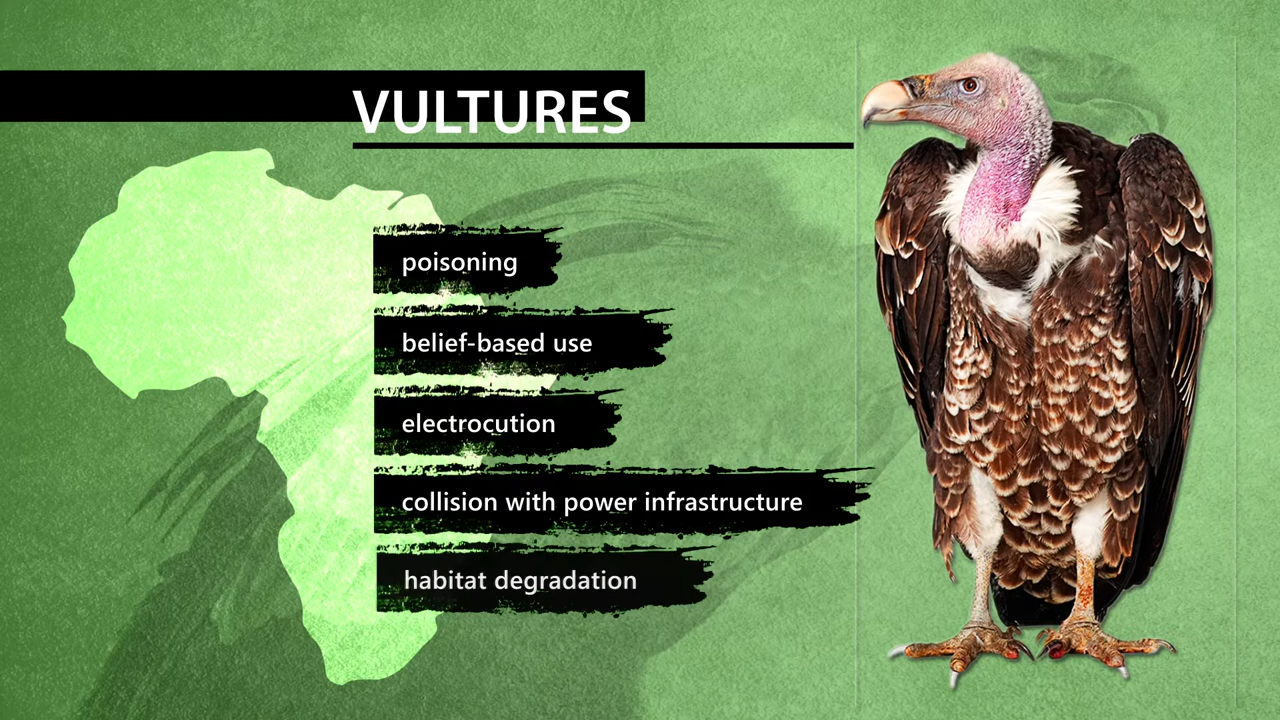 VULTURES
poisoning
belief-based use
electrocution
collision with power infrastructure
habitat degradation